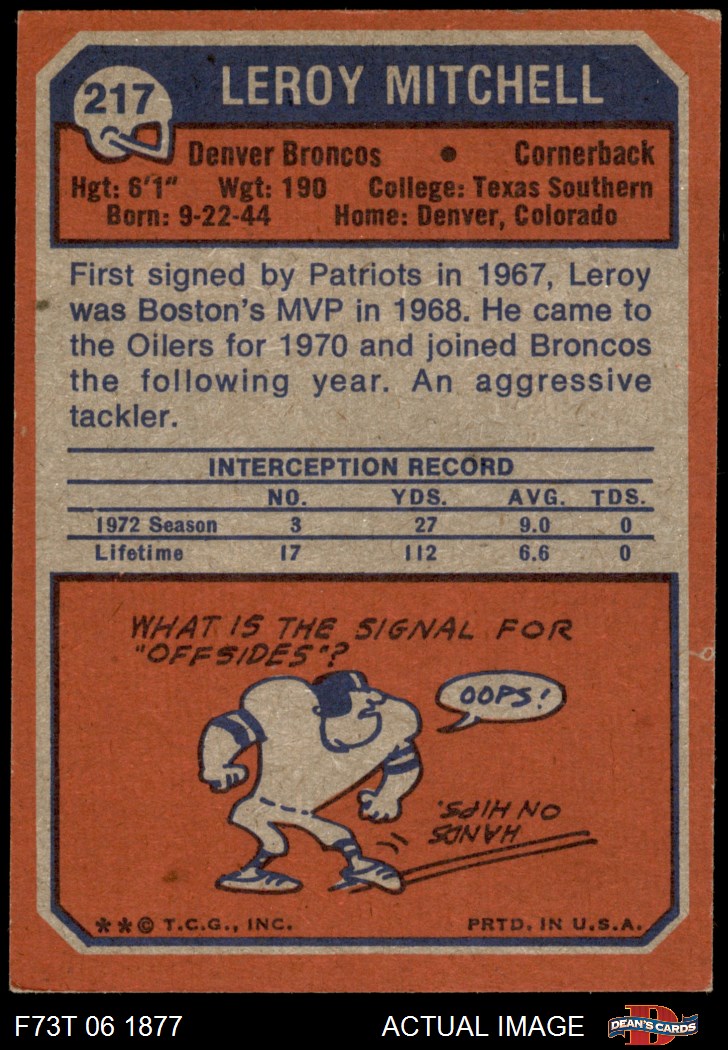 217
LEROY MITCHELL
Denver Broncos • Cornerback
Hgt: 6'1" Wgt: 190 College: Texas Southern
Born: 9-22-44 Home: Denver, Colorado
First signed by Patriots in 1967, Leroy
was Boston's MVP in 1968. He came to
the Oilers for 1970 and joined Broncos
the following year. An aggressive
tackler.
INTERCEPTION RECORD
NO. YDS. AVG. TDS.
1972 Season 3 27 9.0 0
Lifetime 17 112 6.6 0
WHAT IS THE SIGNAL FOR
"OFFSIDES"?
OOPS!
HANDS
ON HIPS.
**© T.C.G., INC. PRTD. IN U.S.A.
F73T 06 1877 ACTUAL IMAGE D DEAN'S CARDS